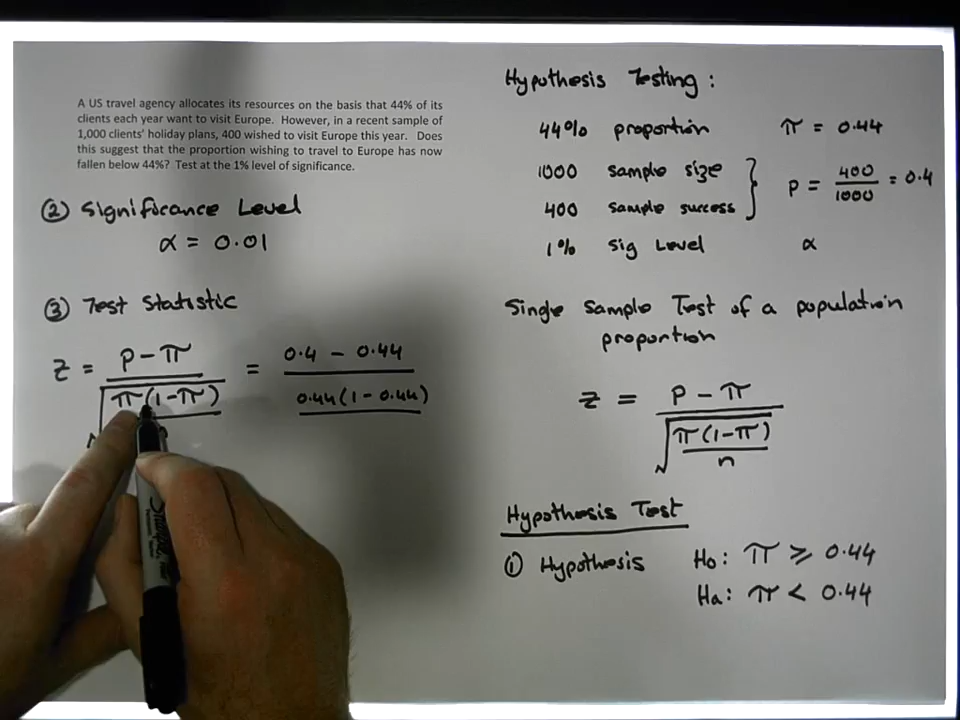 A US travel agency allocates its resources on the basis that 44% of its
clients each year want to visit Europe. However, in a recent sample of
1,000 clients' holiday plans, 400 wished to visit Europe this year. Does
this suggest that the proportion wishing to travel to Europe has now
fallen below 44%? Test at the 1% level of significance.
② Significance Level
α = 0.01
③ Test Statistic
Z = (p - π) / √(π(1-π)) = (0.4 - 0.44) / (0.44(1 - 0.44))
Sharpie
Hypothesis Testing:
44% proportion π = 0.44
1000 sample size } p = 400/1000 = 0.4
400 sample success
1% Sig Level α
Single Sample Test of a population
proportion
Z = (p - π) / √(π(1-π)/n)
Hypothesis Test
① Hypothesis Ho: π ≥ 0.44
Ha: π < 0.44